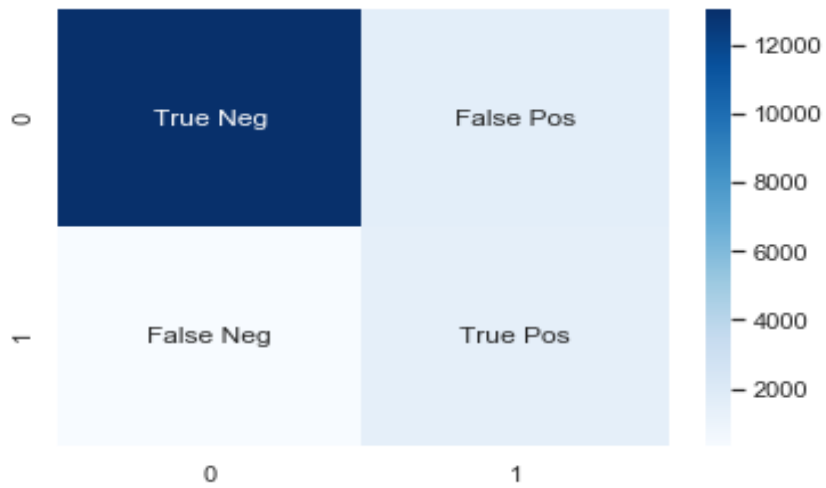 0
True Neg
False Pos
1
False Neg
True Pos
0
1
12000
10000
8000
6000
4000
2000